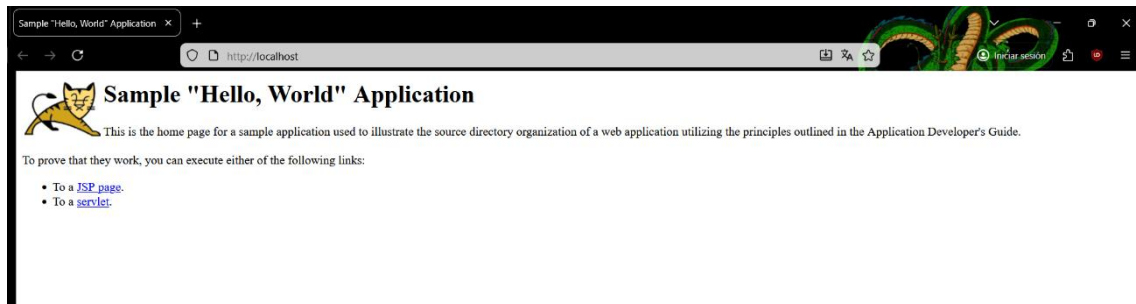 Sample "Hello, World" Application
http://localhost
Iniciar sesión
Sample "Hello, World" Application
This is the home page for a sample application used to illustrate the source directory organization of a web application utilizing the principles outlined in the Application Developer's Guide.
To prove that they work, you can execute either of the following links:
• To a JSP page.
• To a servlet.